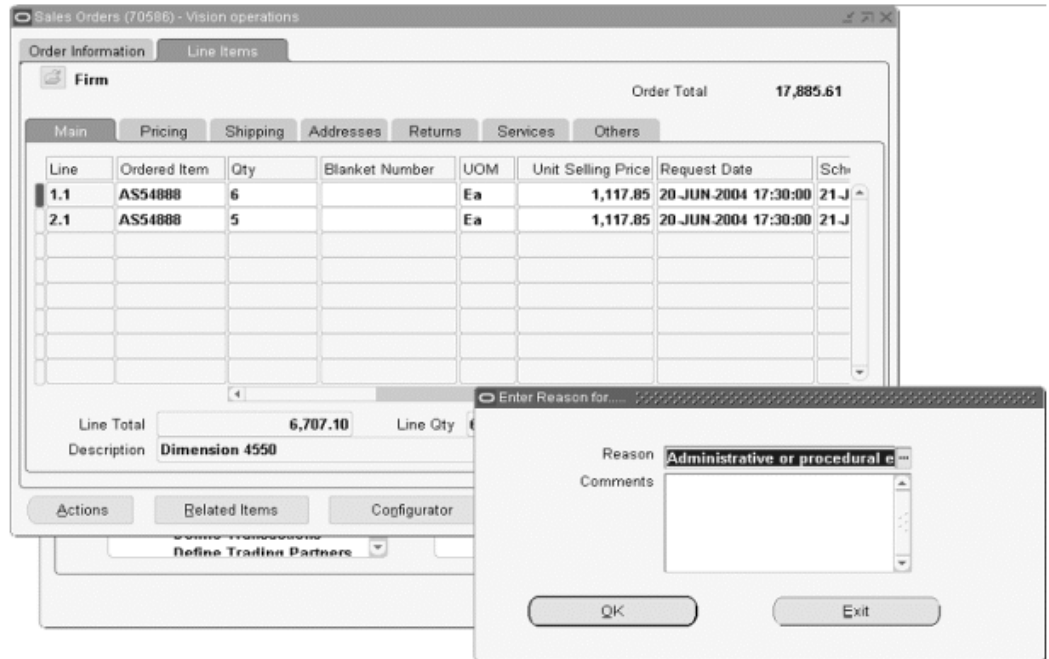 Sales Orders (70586) - Vision operations
Order Information Line Items
Firm
Order Total 17,885.61
Main Pricing Shipping Addresses Returns Services Others
Line Ordered Item Qty Blanket Number UOM Unit Selling Price Request Date
1.1 AS54888 6 Ea 1,117.85 20-JUN-2004 17:30:00 21-J
2.1 AS54888 5 Ea 1,117.85 20-JUN-2004 17:30:00 21-J
Line Total 6,707.10 Line Qty
Description Dimension 4550
Actions Related Items Configurator
Define Trading Partners
Enter Reason for.....
Reason Administrative or procedural e
Comments
OK Exit